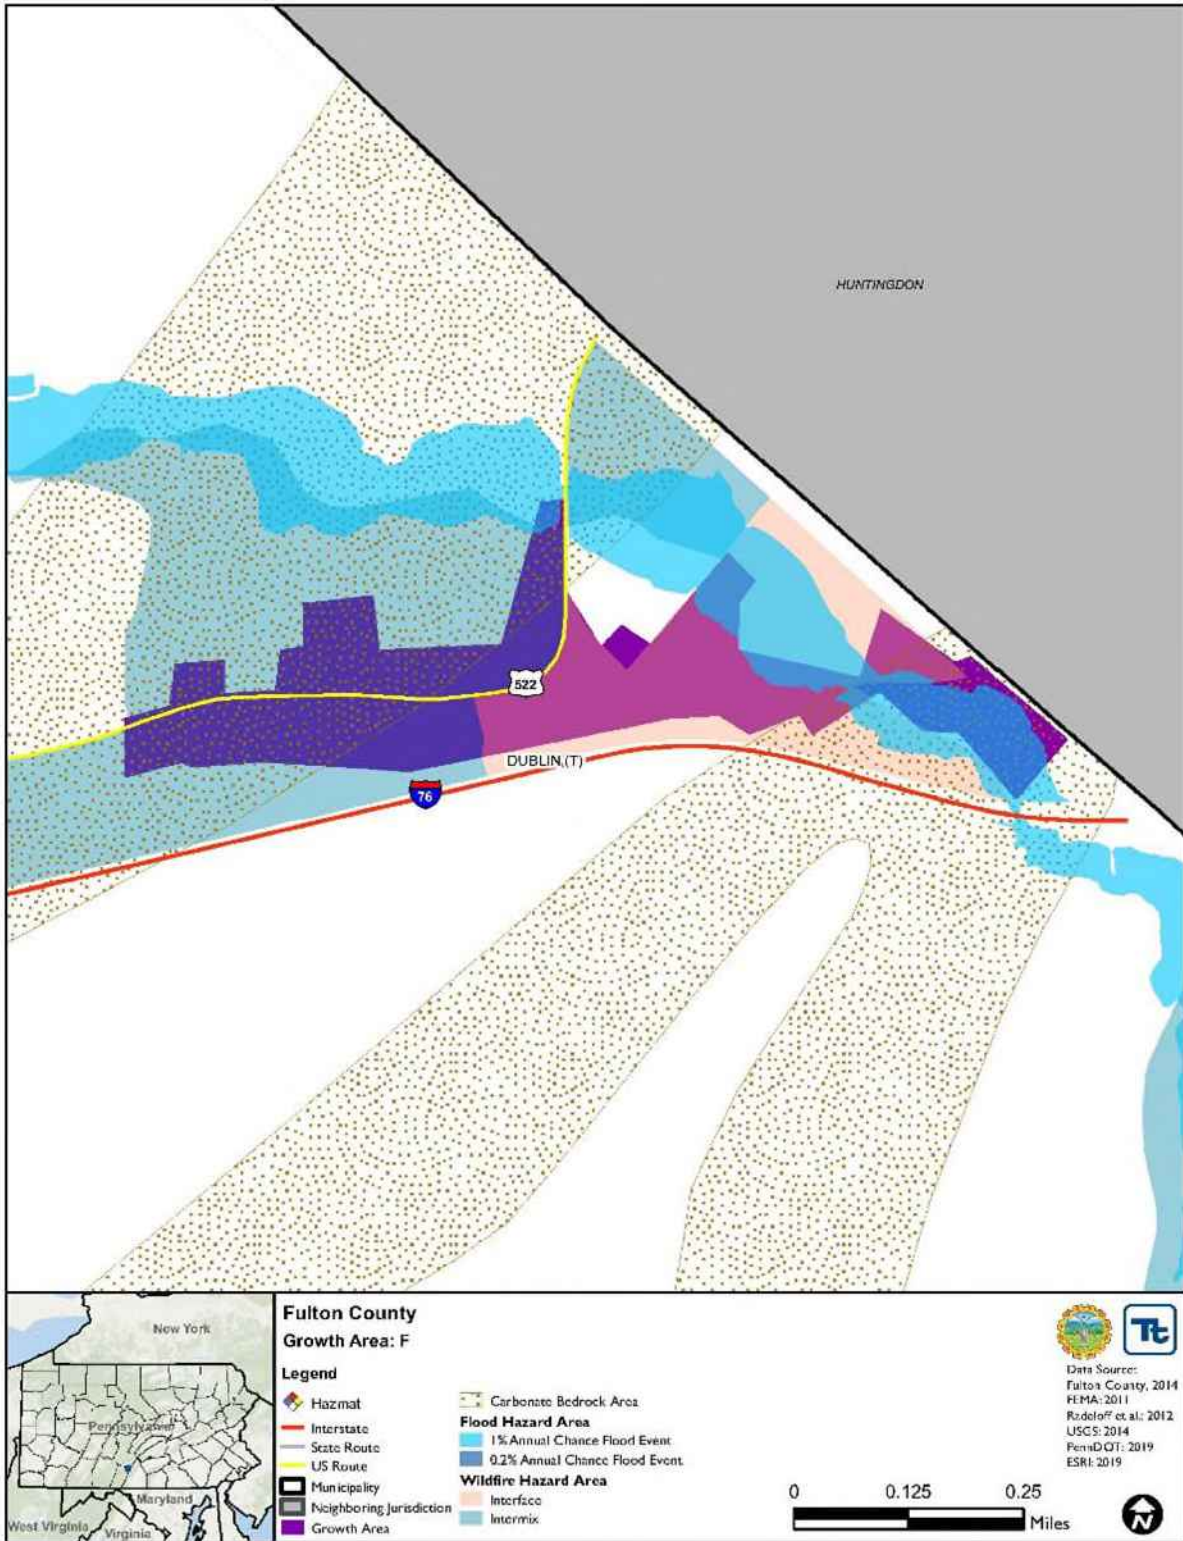 HUNTINGDON
522
DUBLIN (T)
76
New York
Pennsylvania
Maryland
West Virginia
Virginia
Fulton County
Growth Area: F
Legend
Hazmat
Interstate
State Route
US Route
Municipality
Neighboring Jurisdiction
Growth Area
Carbonate Bedrock Area
Flood Hazard Area
1% Annual Chance Flood Event
0.2% Annual Chance Flood Event
Wildfire Hazard Area
Interface
Intermix
0 0.125 0.25
Miles
Tt
Data Source:
Fulton County, 2014
FEMA: 2011
Radeloff et al.: 2012
USGS: 2014
PennDOT: 2019
ESRI: 2019
N